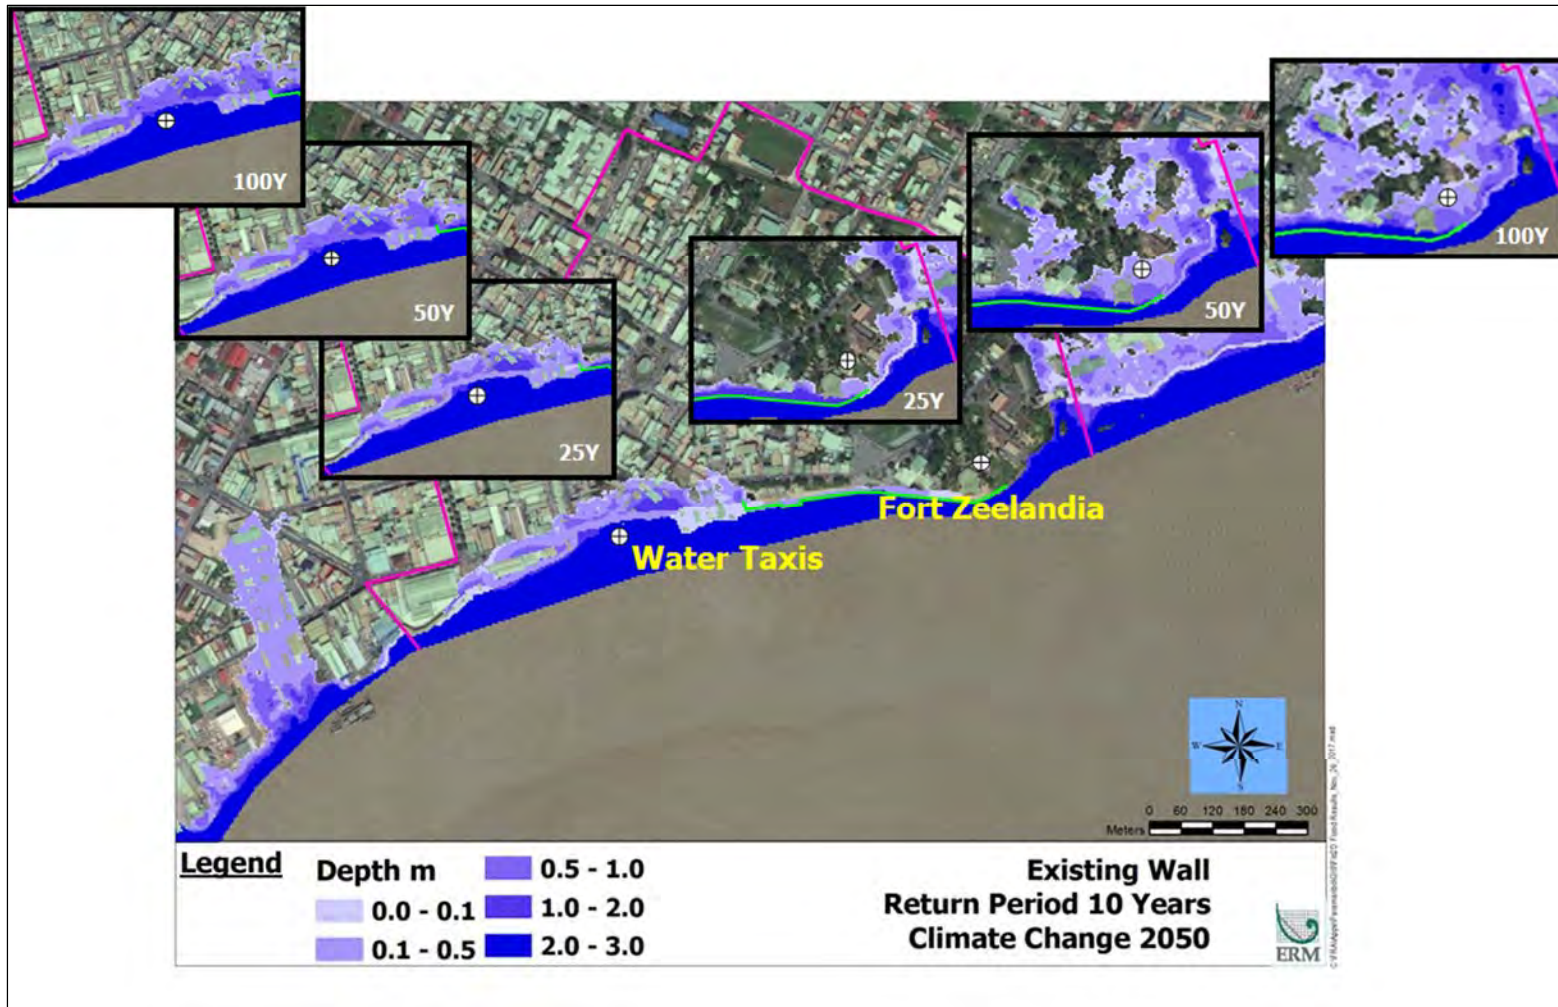 100Y
50Y
25Y
25Y
50Y
100Y
Fort Zeelandia
Water Taxis
N
W
E
S
0 60 120 180 240 300
Meters
Legend
Depth m
0.0 - 0.1
0.1 - 0.5
0.5 - 1.0
1.0 - 2.0
2.0 - 3.0
Existing Wall
Return Period 10 Years
Climate Change 2050
ERM